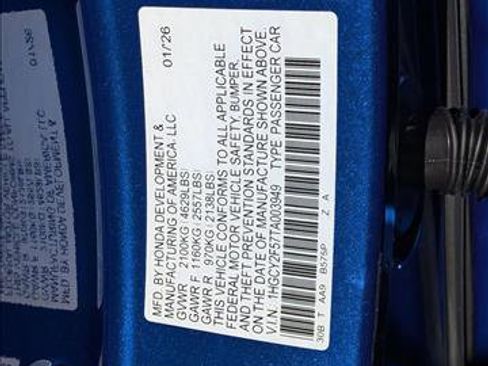 MFD. BY HONDA DEVELOPMENT &
MANUFACTURING OF AMERICA, LLC
01/26
GVWR 2100KG(4629LBS)
GAWR F 1160KG(2557LBS)
GAWR R 970KG(2138LBS)
THIS VEHICLE CONFORMS TO ALL APPLICABLE
FEDERAL MOTOR VEHICLE SAFETY, BUMPER,
AND THEFT PREVENTION STANDARDS IN EFFECT
ON THE DATE OF MANUFACTURE SHOWN ABOVE.
V.I.N. 1HGCY2F57TA003949 TYPE PASSENGER CAR
30B T AA9 B575P Z A